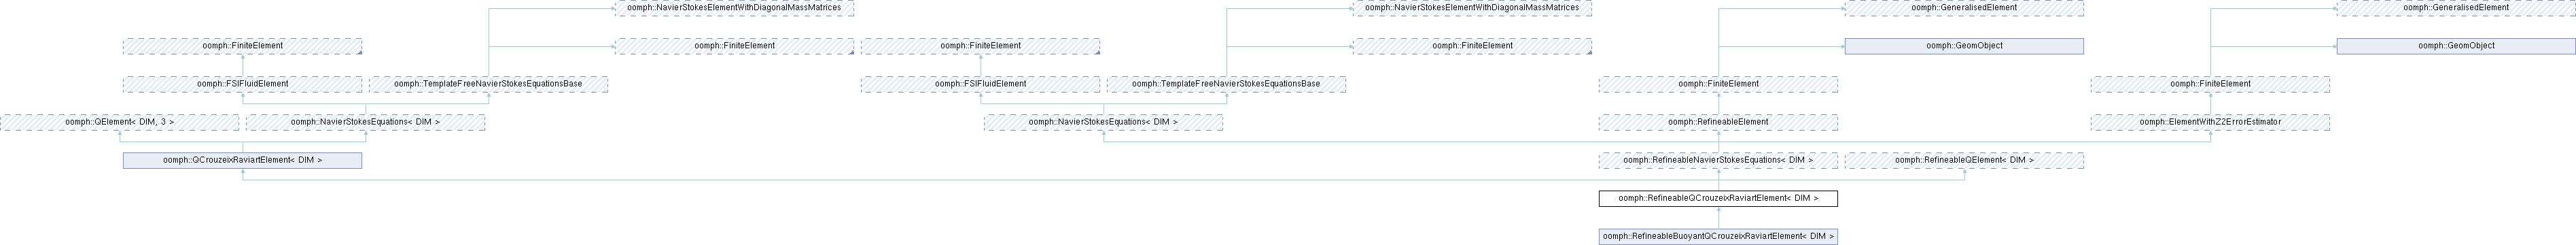 oomph::NavierStokesElementWithDiagonalMassMatrices
oomph::NavierStokesElementWithDiagonalMassMatrices
oomph::GeneralisedElement
oomph::GeneralisedElement
oomph::FiniteElement
oomph::FiniteElement
oomph::FiniteElement
oomph::FiniteElement
oomph::GeomObject
oomph::GeomObject
oomph::FSIFluidElement
oomph::TemplateFreeNavierStokesEquationsBase
oomph::FSIFluidElement
oomph::TemplateFreeNavierStokesEquationsBase
oomph::FiniteElement
oomph::FiniteElement
oomph::QElement< DIM, 3 >
oomph::NavierStokesEquations< DIM >
oomph::NavierStokesEquations< DIM >
oomph::RefineableElement
oomph::ElementWithZ2ErrorEstimator
oomph::QCrouzeixRaviartElement< DIM >
oomph::RefineableNavierStokesEquations< DIM >
oomph::RefineableQElement< DIM >
oomph::RefineableQCrouzeixRaviartElement< DIM >
oomph::RefineableBuoyantQCrouzeixRaviartElement< DIM >